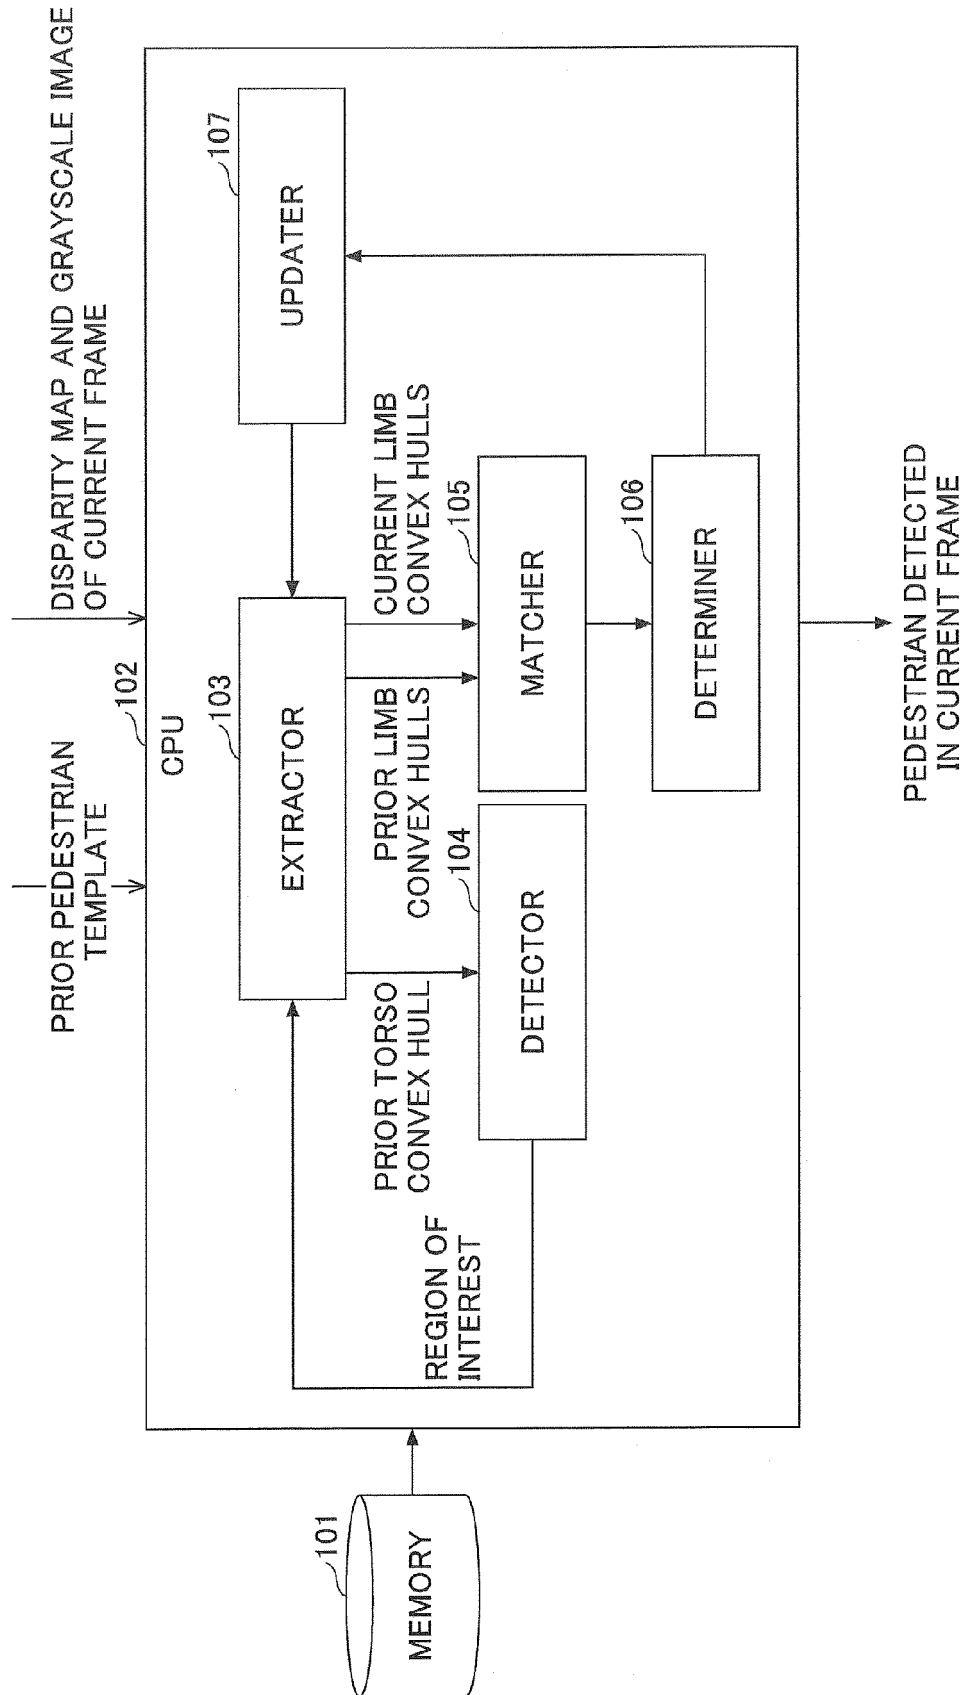 PRIOR PEDESTRIAN
TEMPLATE
DISPARITY MAP AND GRAYSCALE IMAGE
OF CURRENT FRAME
102
CPU
101
MEMORY
103
EXTRACTOR
107
UPDATER
REGION OF
INTEREST
PRIOR TORSO
CONVEX HULL
PRIOR LIMB
CONVEX HULLS
CURRENT LIMB
CONVEX HULLS
104
DETECTOR
105
MATCHER
106
DETERMINER
PEDESTRIAN DETECTED
IN CURRENT FRAME